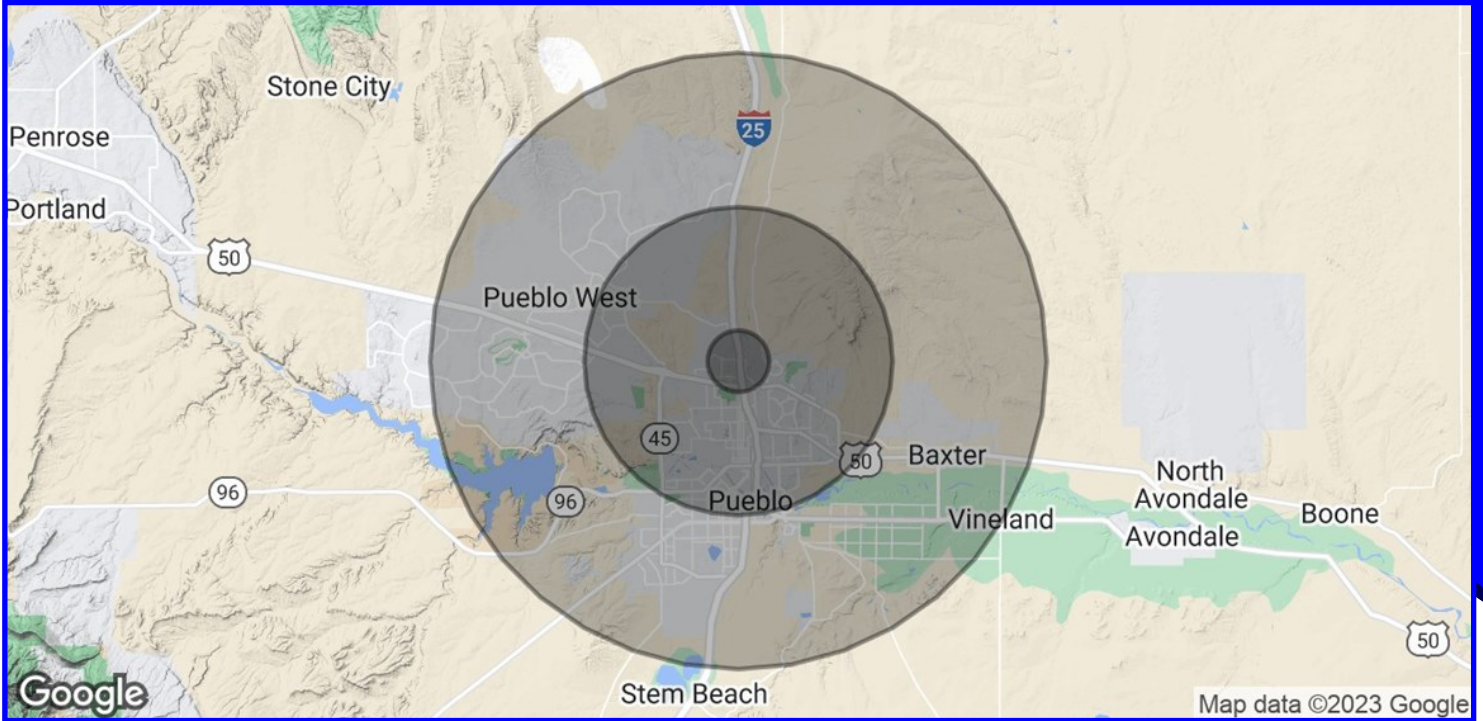 Stone City
25
Penrose
Portland
50
Pueblo West
45
50
Baxter
96
96
Pueblo
North
Avondale
Vineland
Boone
Avondale
50
Stem Beach
Google
Map data ©2023 Google